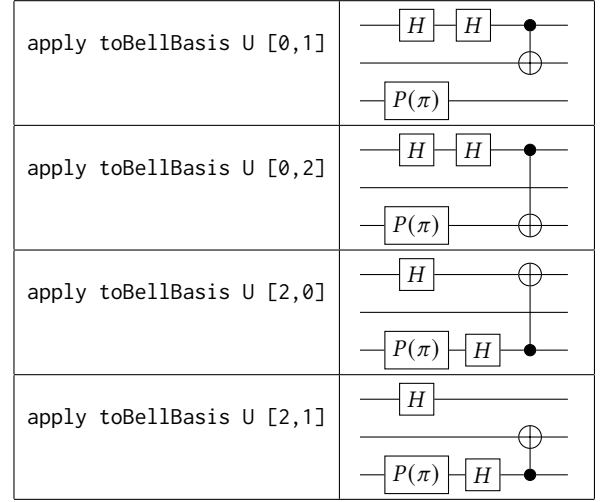 apply toBellBasis U [0,1]
H H
P(π)
apply toBellBasis U [0,2]
H H
P(π)
apply toBellBasis U [2,0]
H
P(π) H
apply toBellBasis U [2,1]
H
P(π) H